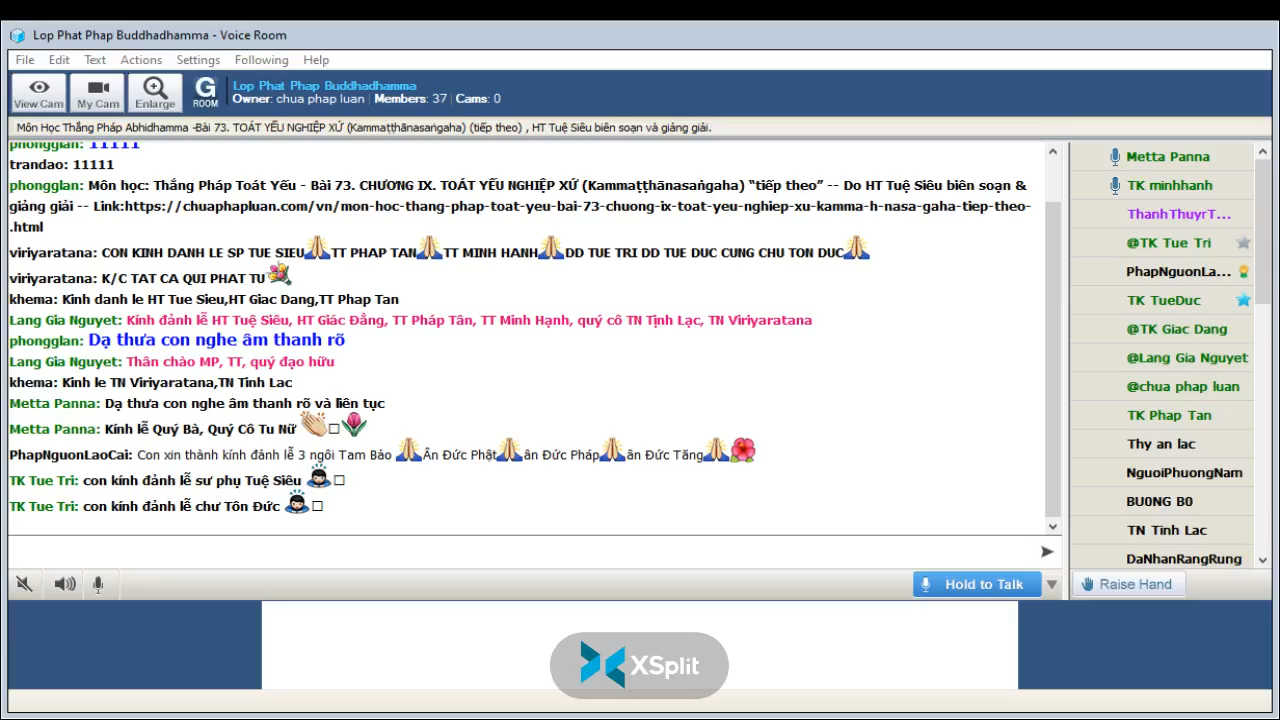 Lop Phat Phap Buddhadhamma - Voice Room
File Edit Text Actions Settings Following Help
View Cam My Cam Enlarge G ROOM
Lop Phat Phap Buddhadhamma
Owner: chua phap luan | Members: 37 | Cams: 0
Môn Học Thắng Pháp Abhidhamma -Bài 73. TOÁT YẾU NGHIỆP XỨ (Kammaṭṭhānasaṅgaha) (tiếp theo) , HT Tuệ Siêu biên soạn và giảng giải.
phongglan: 11111
trandao: 11111
phongglan: Môn học: Thắng Pháp Toát Yếu - Bài 73. CHƯƠNG IX. TOÁT YẾU NGHIỆP XỨ (Kammaṭṭhānasaṅgaha) “tiếp theo” -- Do HT Tuệ Siêu biên soạn &
giảng giải -- Link:https://chuaphapluan.com/vn/mon-hoc-thang-phap-toat-yeu-bai-73-chuong-ix-toat-yeu-nghiep-xu-kamma-h-nasa-gaha-tiep-theo-
.html
viriyaratana: CON KINH DANH LE SP TUE SIEU🙏TT PHAP TAN🙏TT MINH HANH🙏DD TUE TRI DD TUE DUC CUNG CHU TON DUC🙏
viriyaratana: K/C TAT CA QUI PHAT TU💐
khema: Kinh danh le HT Tue Sieu,HT Giac Dang,TT Phap Tan
Lang Gia Nguyet: Kính đảnh lễ HT Tuệ Siêu, HT Giác Đẳng, TT Pháp Tân, TT Minh Hạnh, quý cô TN Tịnh Lạc, TN Viriyaratana
phongglan: Dạ thưa con nghe âm thanh rõ
Lang Gia Nguyet: Thân chào MP, TT, quý đạo hữu
khema: Kinh le TN Viriyaratana,TN Tinh Lac
Metta Panna: Dạ thưa con nghe âm thanh rõ và liên tục
Metta Panna: Kính lễ Quý Bà, Quý Cô Tu Nữ 👏🏻□🌷
PhapNguonLaoCai: Con xin thành kính đảnh lễ 3 ngôi Tam Bảo 🙏Ân Đức Phật🙏ân Đức Pháp🙏ân Đức Tăng🙏🌺
TK Tue Tri: con kính đảnh lễ sư phụ Tuệ Siêu 🙇□
TK Tue Tri: con kính đảnh lễ chư Tôn Đức 🙇□
Metta Panna
TK minhhanh
ThanhThuyrT...
@TK Tue Tri
PhapNguonLa...
TK TueDuc
@TK Giac Dang
@Lang Gia Nguyet
@chua phap luan
TK Phap Tan
Thy an lac
NguoiPhuongNam
BU0NG B0
TN Tinh Lac
DaNhanRangRung
Hold to Talk
Raise Hand
XSplit